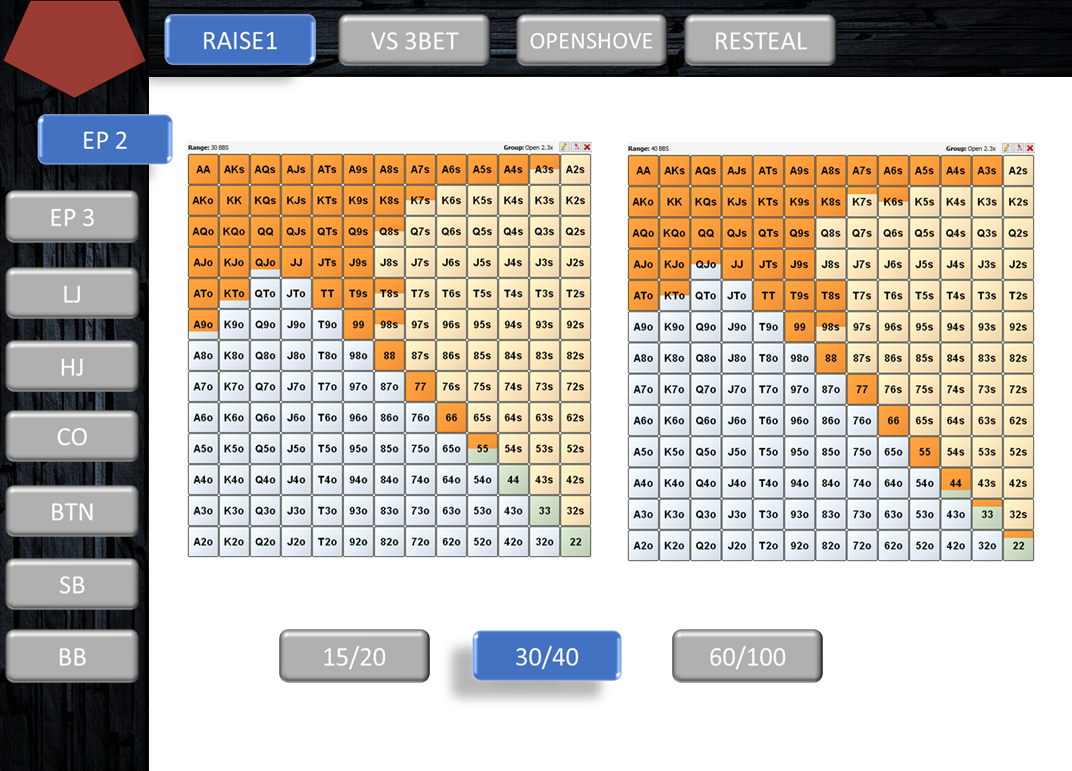 RAISE1 VS 3BET OPENSHOVE RESTEAL
EP 2
EP 3
LJ
HJ
CO
BTN
SB
BB
Range: 30 BBS Group: Open 2.3x
AA AKs AQs AJs ATs A9s A8s A7s A6s A5s A4s A3s A2s
AKo KK KQs KJs KTs K9s K8s K7s K6s K5s K4s K3s K2s
AQo KQo QQ QJs QTs Q9s Q8s Q7s Q6s Q5s Q4s Q3s Q2s
AJo KJo QJo JJ JTs J9s J8s J7s J6s J5s J4s J3s J2s
ATo KTo QTo JTo TT T9s T8s T7s T6s T5s T4s T3s T2s
A9o K9o Q9o J9o T9o 99 98s 97s 96s 95s 94s 93s 92s
A8o K8o Q8o J8o T8o 98o 88 87s 86s 85s 84s 83s 82s
A7o K7o Q7o J7o T7o 97o 87o 77 76s 75s 74s 73s 72s
A6o K6o Q6o J6o T6o 96o 86o 76o 66 65s 64s 63s 62s
A5o K5o Q5o J5o T5o 95o 85o 75o 65o 55 54s 53s 52s
A4o K4o Q4o J4o T4o 94o 84o 74o 64o 54o 44 43s 42s
A3o K3o Q3o J3o T3o 93o 83o 73o 63o 53o 43o 33 32s
A2o K2o Q2o J2o T2o 92o 82o 72o 62o 52o 42o 32o 22
Range: 40 BBS Group: Open 2.3x
AA AKs AQs AJs ATs A9s A8s A7s A6s A5s A4s A3s A2s
AKo KK KQs KJs KTs K9s K8s K7s K6s K5s K4s K3s K2s
AQo KQo QQ QJs QTs Q9s Q8s Q7s Q6s Q5s Q4s Q3s Q2s
AJo KJo QJo JJ JTs J9s J8s J7s J6s J5s J4s J3s J2s
ATo KTo QTo JTo TT T9s T8s T7s T6s T5s T4s T3s T2s
A9o K9o Q9o J9o T9o 99 98s 97s 96s 95s 94s 93s 92s
A8o K8o Q8o J8o T8o 98o 88 87s 86s 85s 84s 83s 82s
A7o K7o Q7o J7o T7o 97o 87o 77 76s 75s 74s 73s 72s
A6o K6o Q6o J6o T6o 96o 86o 76o 66 65s 64s 63s 62s
A5o K5o Q5o J5o T5o 95o 85o 75o 65o 55 54s 53s 52s
A4o K4o Q4o J4o T4o 94o 84o 74o 64o 54o 44 43s 42s
A3o K3o Q3o J3o T3o 93o 83o 73o 63o 53o 43o 33 32s
A2o K2o Q2o J2o T2o 92o 82o 72o 62o 52o 42o 32o 22
15/20 30/40 60/100